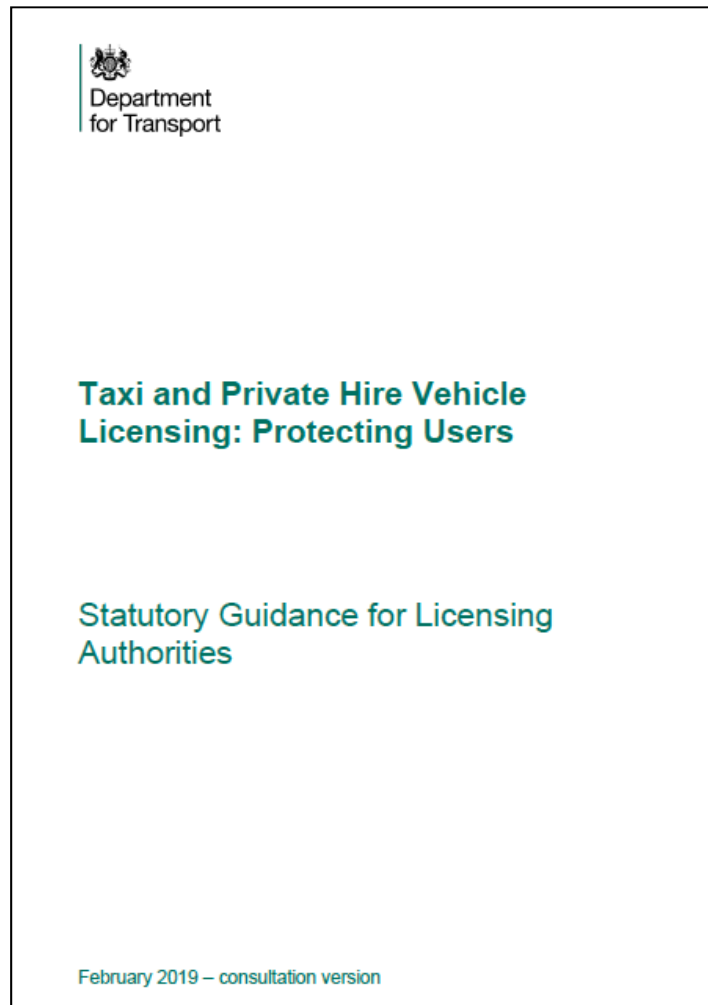 Department
for Transport
Taxi and Private Hire Vehicle
Licensing: Protecting Users
Statutory Guidance for Licensing
Authorities
February 2019 – consultation version